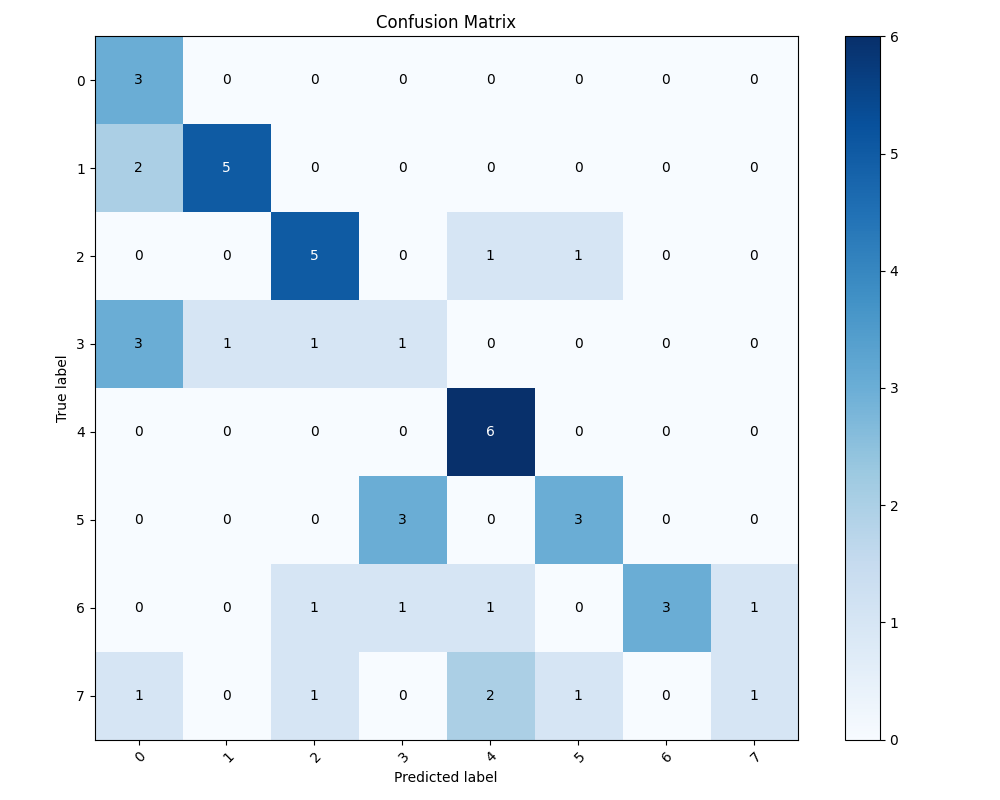 Confusion Matrix
0 3 0 0 0 0 0 0 0
1 2 5 0 0 0 0 0 0
2 0 0 5 0 1 1 0 0
3 3 1 1 1 0 0 0 0
4 0 0 0 0 6 0 0 0
5 0 0 0 3 0 3 0 0
6 0 0 1 1 1 0 3 1
7 1 0 1 0 2 1 0 1
0 1 2 3 4 5 6 7
True label
Predicted label
6
5
4
3
2
1
0